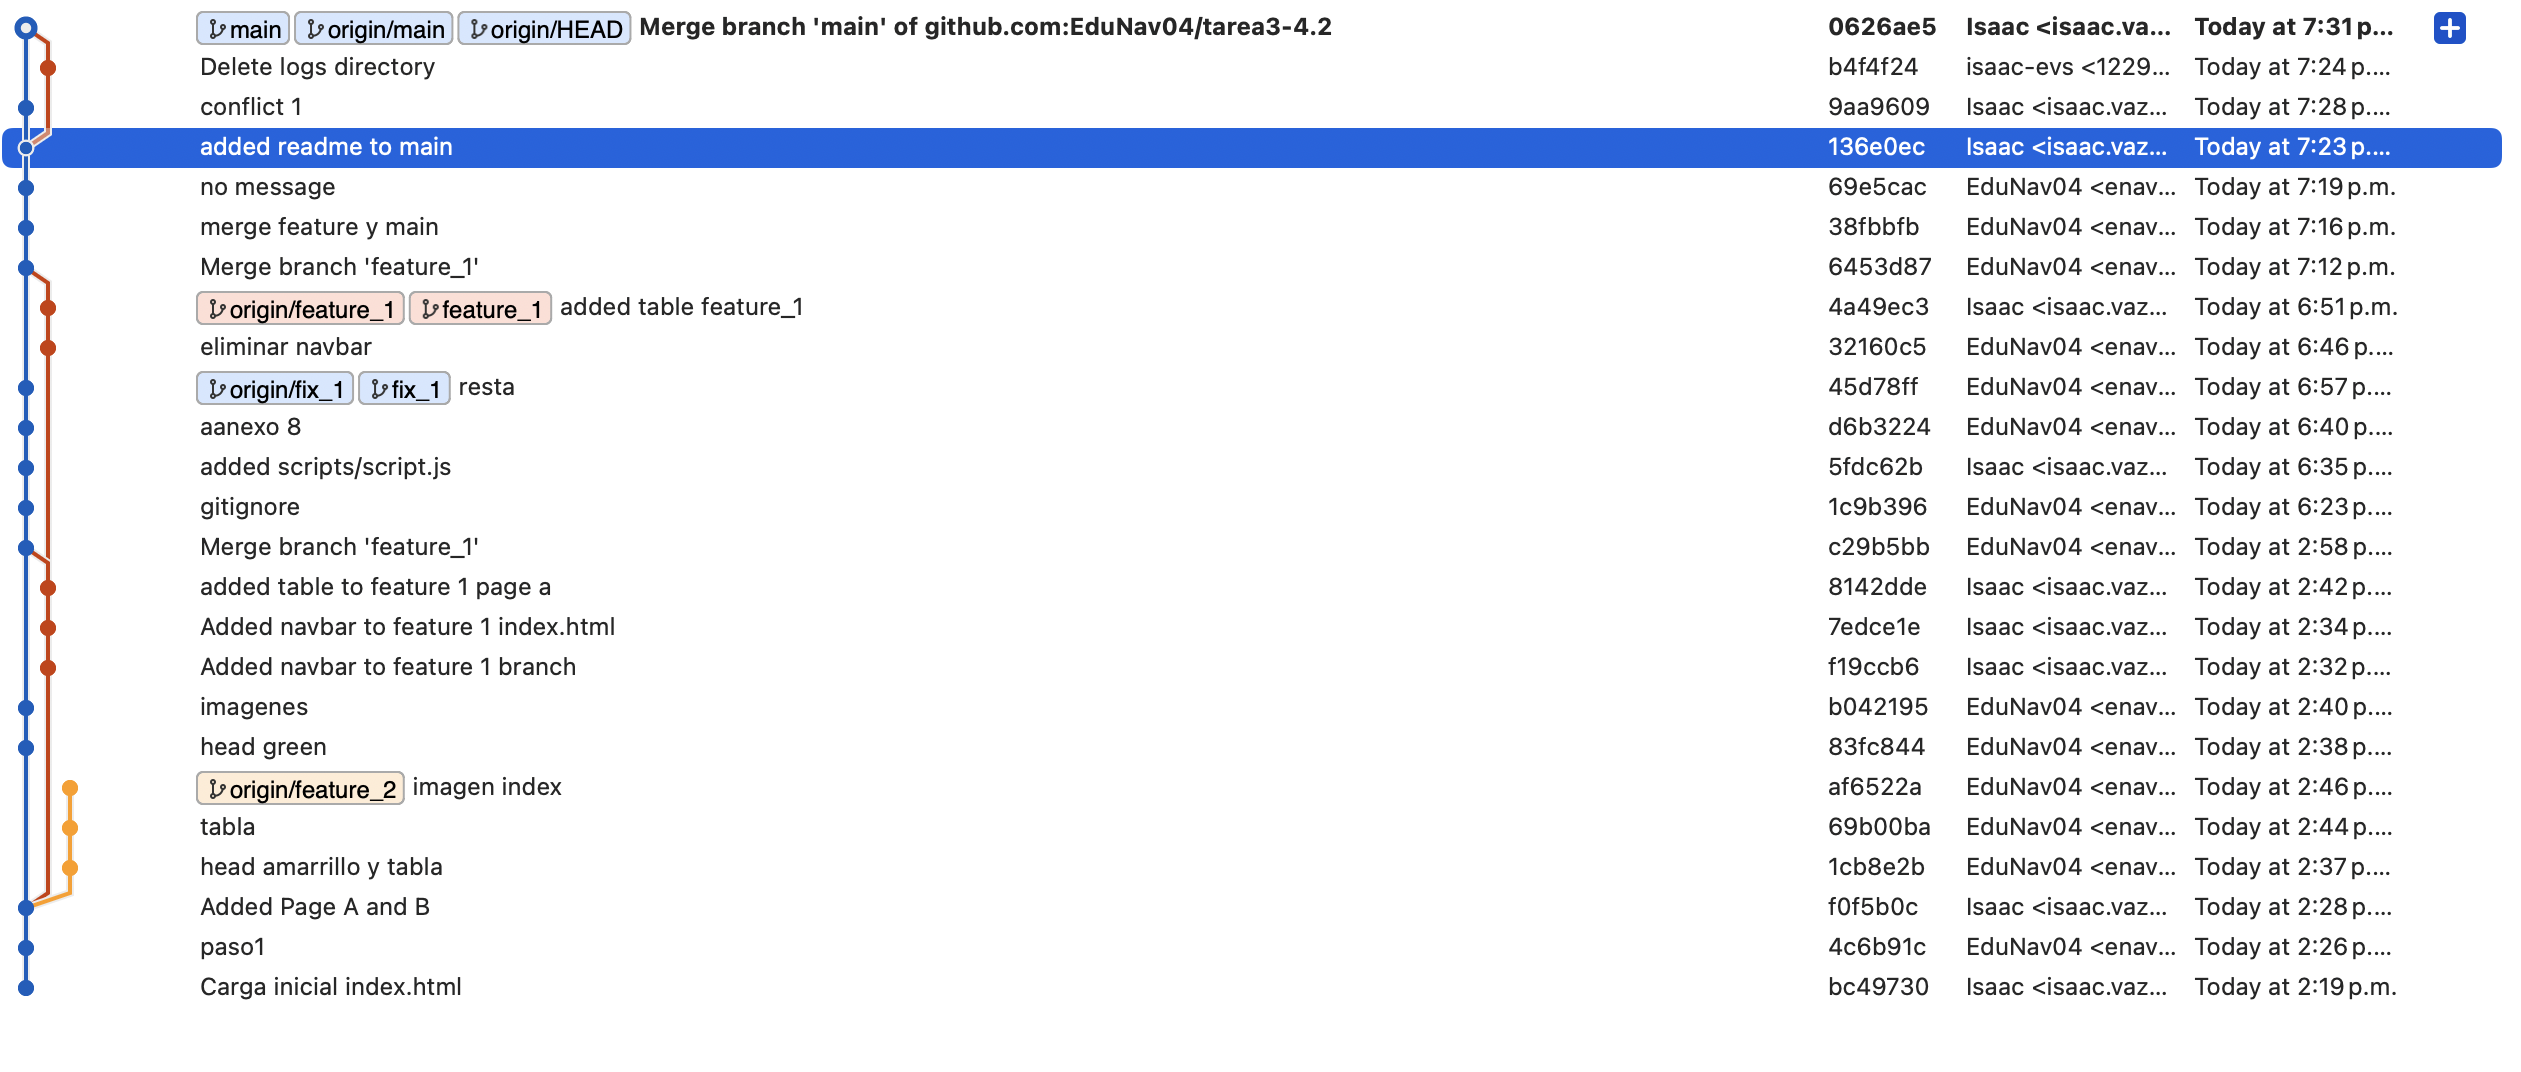 main origin/main origin/HEAD Merge branch 'main' of github.com:EduNav04/tarea3-4.2 0626ae5 Isaac <isaac.va... Today at 7:31 p...
Delete logs directory b4f4f24 isaac-evs <1229... Today at 7:24 p....
conflict 1 9aa9609 Isaac <isaac.vaz... Today at 7:28 p....
added readme to main 136e0ec Isaac <isaac.vaz... Today at 7:23 p....
no message 69e5cac EduNav04 <enav... Today at 7:19 p.m.
merge feature y main 38fbbfb EduNav04 <enav... Today at 7:16 p.m.
Merge branch 'feature_1' 6453d87 EduNav04 <enav... Today at 7:12 p.m.
origin/feature_1 feature_1 added table feature_1 4a49ec3 Isaac <isaac.vaz... Today at 6:51 p.m.
eliminar navbar 32160c5 EduNav04 <enav... Today at 6:46 p....
origin/fix_1 fix_1 resta 45d78ff EduNav04 <enav... Today at 6:57 p....
aanexo 8 d6b3224 EduNav04 <enav... Today at 6:40 p....
added scripts/script.js 5fdc62b Isaac <isaac.vaz... Today at 6:35 p....
gitignore 1c9b396 EduNav04 <enav... Today at 6:23 p....
Merge branch 'feature_1' c29b5bb EduNav04 <enav... Today at 2:58 p....
added table to feature 1 page a 8142dde Isaac <isaac.vaz... Today at 2:42 p....
Added navbar to feature 1 index.html 7edce1e Isaac <isaac.vaz... Today at 2:34 p....
Added navbar to feature 1 branch f19ccb6 Isaac <isaac.vaz... Today at 2:32 p....
imagenes b042195 EduNav04 <enav... Today at 2:40 p....
head green 83fc844 EduNav04 <enav... Today at 2:38 p....
origin/feature_2 imagen index af6522a EduNav04 <enav... Today at 2:46 p....
tabla 69b00ba EduNav04 <enav... Today at 2:44 p....
head amarrillo y tabla 1cb8e2b EduNav04 <enav... Today at 2:37 p....
Added Page A and B f0f5b0c Isaac <isaac.vaz... Today at 2:28 p....
paso1 4c6b91c EduNav04 <enav... Today at 2:26 p....
Carga inicial index.html bc49730 Isaac <isaac.vaz... Today at 2:19 p.m.